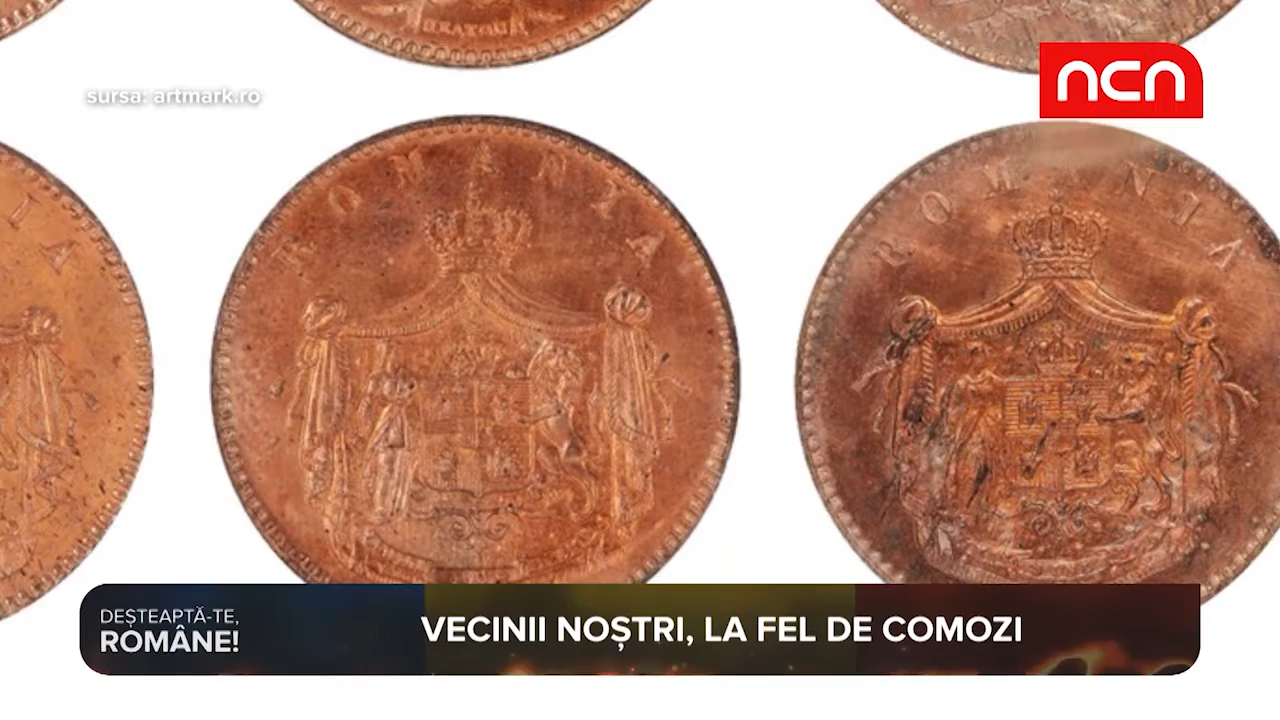 sursa: artmark.ro
ncn
I A
ROMANIA
ROMANIA
DEȘTEAPTĂ-TE,
ROMÂNE!
VECINII NOȘTRI, LA FEL DE COMOZI